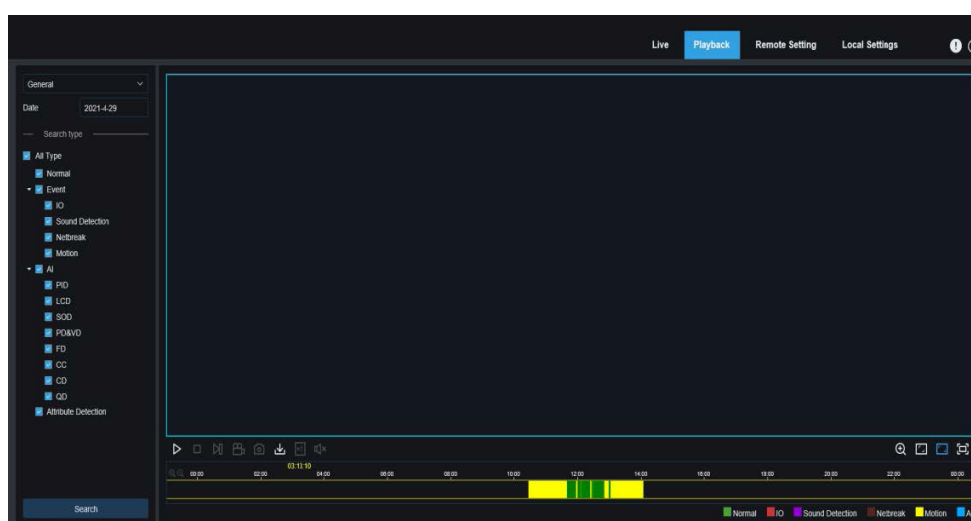 Live Playback Remote Setting Local Settings
General
Date 2021-4-29
Search type
All Type
Normal
Event
IO
Sound Detection
Netbreak
Motion
AI
PID
LCD
SOD
PD&VD
FD
CC
CD
QD
Attribute Detection
03:13:10
00:00 02:00 04:00 06:00 08:00 10:00 12:00 14:00 16:00 18:00 20:00 22:00 00:00
Search
Normal IO Sound Detection Netbreak Motion